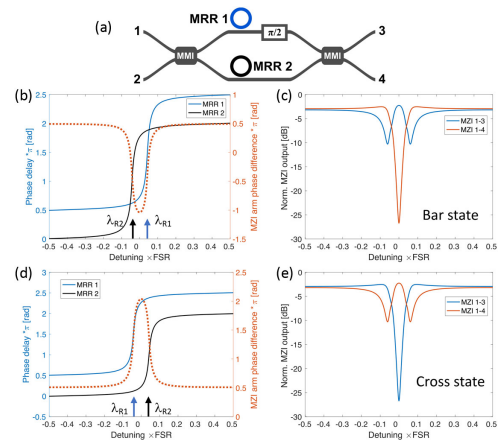 (a)
MRR 1
1
3
π/2
MMI
MMI
MRR 2
2
4
(b)
Phase delay *π [rad]
2.5
2
1.5
1
0.5
0
MRR 1
MRR 2
λ-R2
λ-R1
1
0.5
0
-0.5
-1
-1.5
MZI arm phase difference * π [rad]
-0.5 -0.4 -0.3 -0.2 -0.1 0 0.1 0.2 0.3 0.4 0.5
Detuning ×FSR
(c)
Norm. MZI output [dB]
0
-5
-10
-15
-20
-25
-30
MZI 1-3
MZI 1-4
Bar state
-0.5 -0.4 -0.3 -0.2 -0.1 0 0.1 0.2 0.3 0.4 0.5
Detuning ×FSR
(d)
Phase delay *π [rad]
3.5
2.5
1.5
0.5
-0.5
MRR 1
MRR 2
λ-R1
λ-R2
2.5
2
1.5
1
0.5
0
MZI arm phase difference * π [rad]
-0.5 -0.4 -0.3 -0.2 -0.1 0 0.1 0.2 0.3 0.4 0.5
Detuning ×FSR
(e)
Norm. MZI output [dB]
0
-5
-10
-15
-20
-25
-30
MZI 1-3
MZI 1-4
Cross state
-0.5 -0.4 -0.3 -0.2 -0.1 0 0.1 0.2 0.3 0.4 0.5
Detuning ×FSR